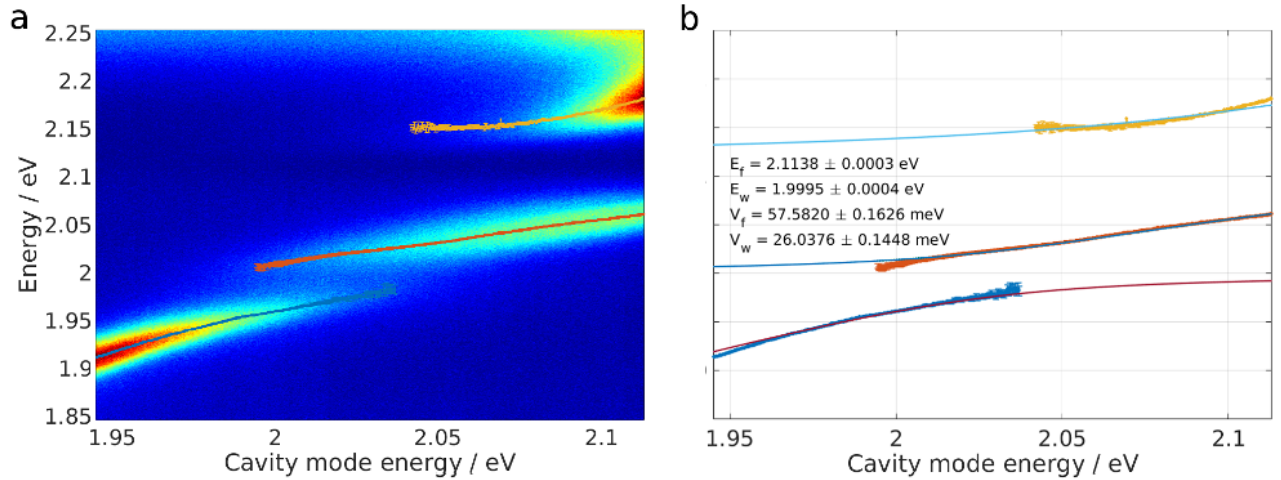 a
2.25
2.2
2.15
2.1
2.05
2
1.95
1.9
1.85
Energy / eV
1.95 2 2.05 2.1
Cavity mode energy / eV
b
E_f = 2.1138 ± 0.0003 eV
E_w = 1.9995 ± 0.0004 eV
V_f = 57.5820 ± 0.1626 meV
V_w = 26.0376 ± 0.1448 meV
1.95 2 2.05 2.1
Cavity mode energy / eV